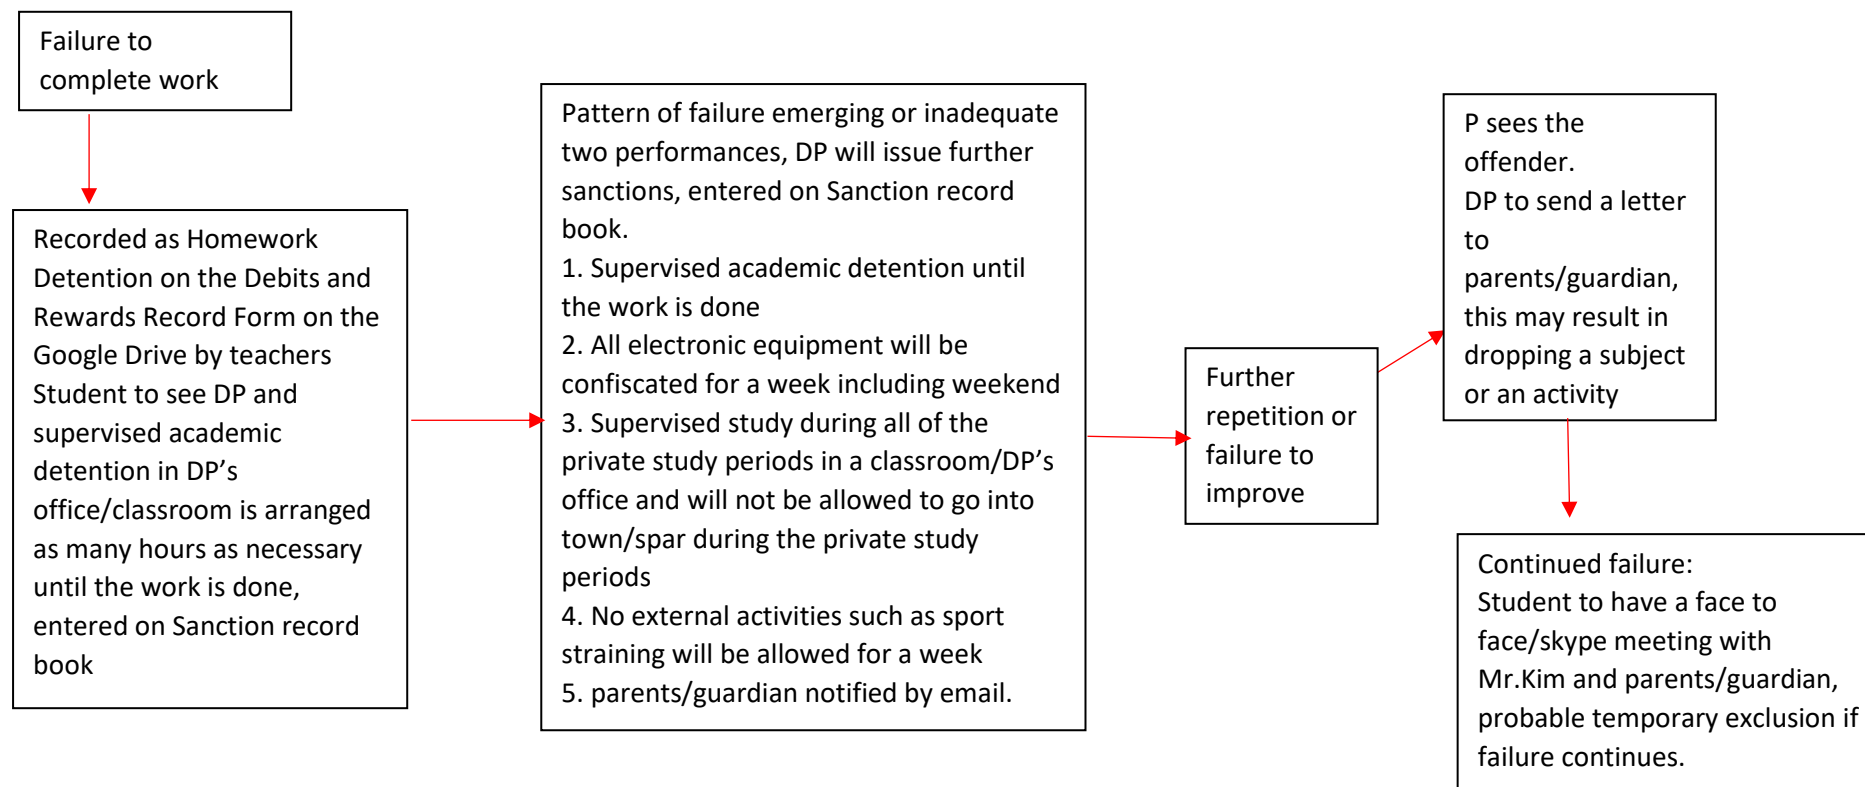 Failure to
complete work
Recorded as Homework
Detention on the Debits and
Rewards Record Form on the
Google Drive by teachers
Student to see DP and
supervised academic
detention in DP’s
office/classroom is arranged
as many hours as necessary
until the work is done,
entered on Sanction record
book
Pattern of failure emerging or inadequate
two performances, DP will issue further
sanctions, entered on Sanction record
book.
1. Supervised academic detention until
the work is done
2. All electronic equipment will be
confiscated for a week including weekend
3. Supervised study during all of the
private study periods in a classroom/DP’s
office and will not be allowed to go into
town/spar during the private study
periods
4. No external activities such as sport
straining will be allowed for a week
5. parents/guardian notified by email.
Further
repetition or
failure to
improve
P sees the
offender.
DP to send a letter
to
parents/guardian,
this may result in
dropping a subject
or an activity
Continued failure:
Student to have a face to
face/skype meeting with
Mr.Kim and parents/guardian,
probable temporary exclusion if
failure continues.